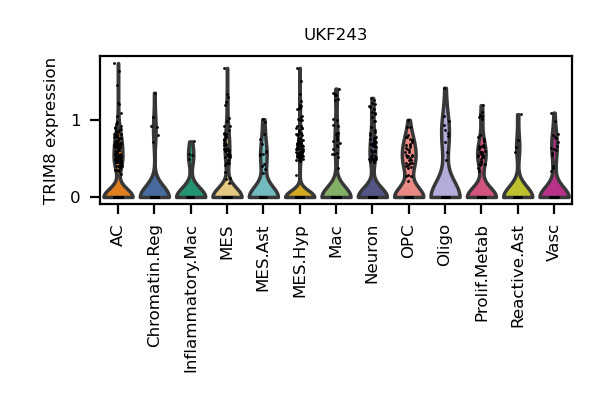 UKF243
TRIM8 expression
1
0
AC
Chromatin.Reg
Inflammatory.Mac
MES
MES.Ast
MES.Hyp
Mac
Neuron
OPC
Oligo
Prolif.Metab
Reactive.Ast
Vasc